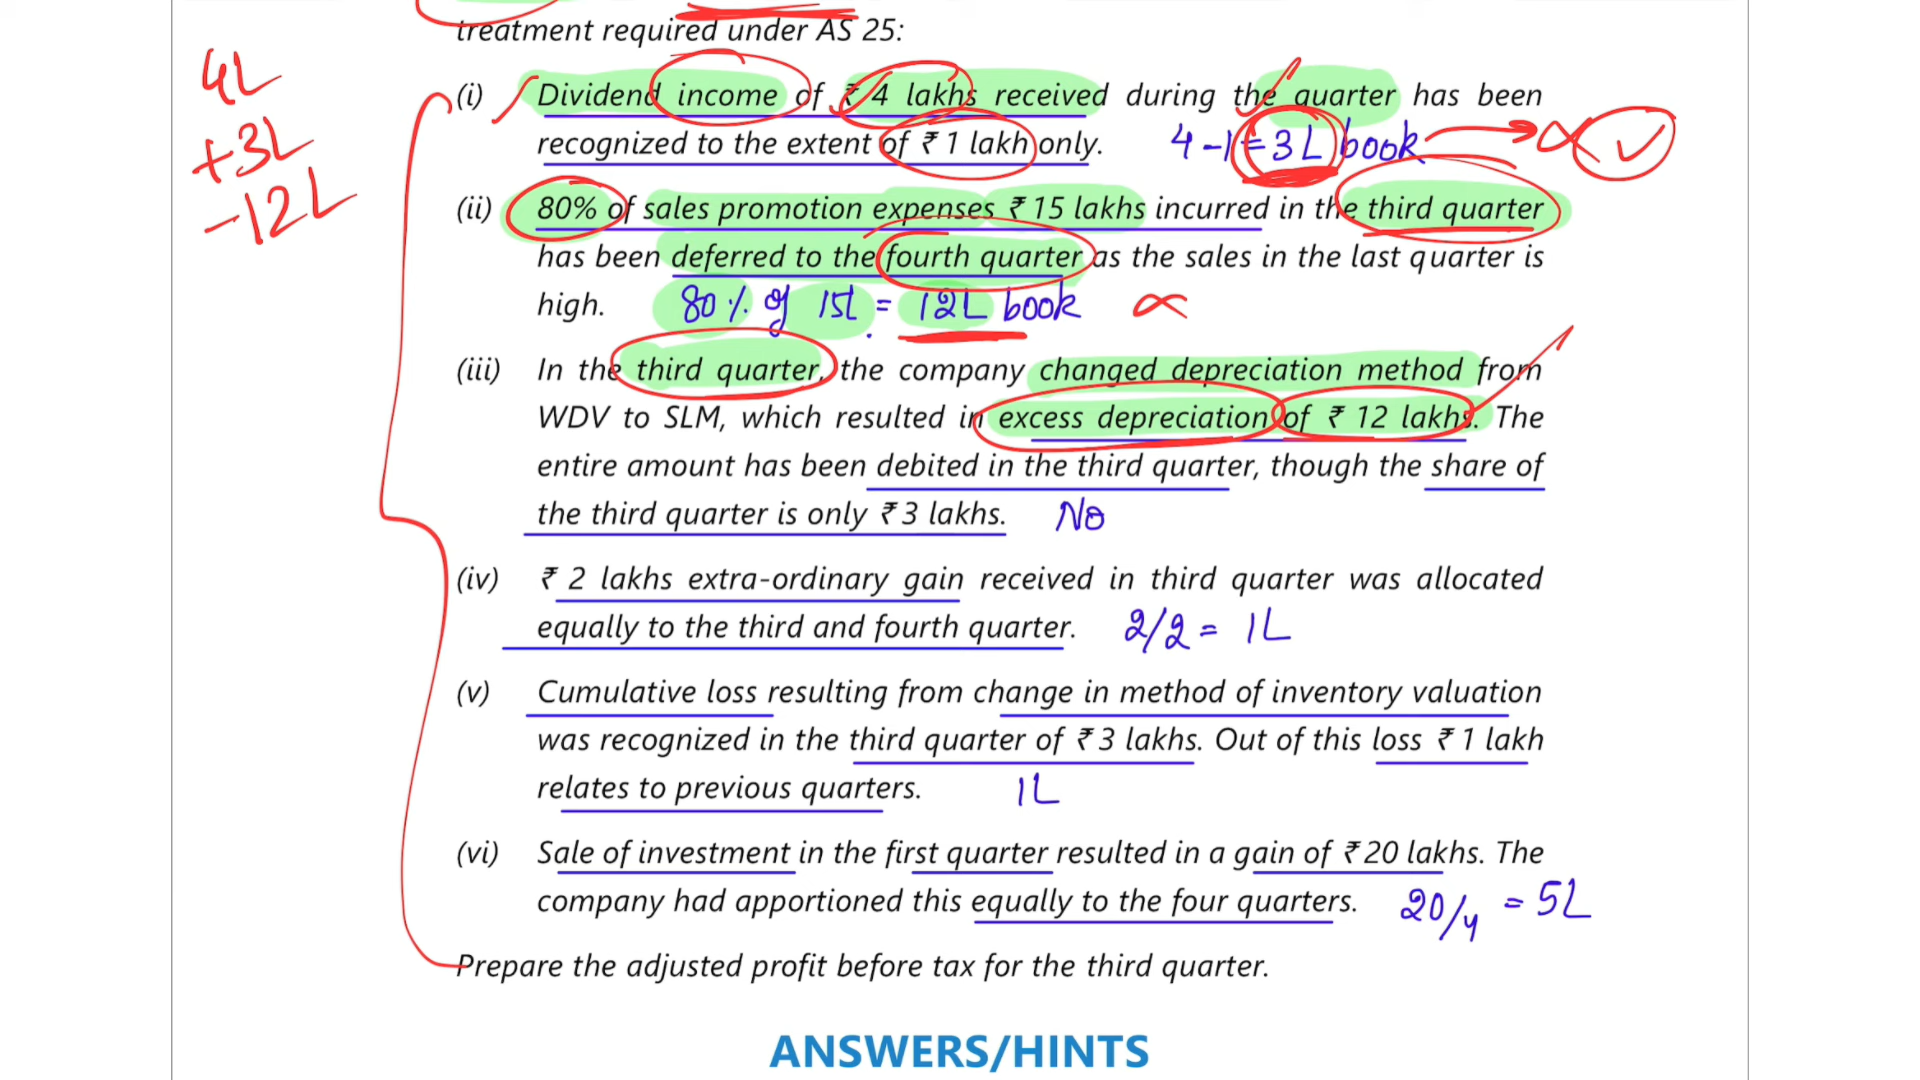 treatment required under AS 25:
4L
+3L
-12L
(i) Dividend income of ₹ 4 lakhs received during the quarter has been
recognized to the extent of ₹ 1 lakh only. 4-1=3L book
(ii) 80% of sales promotion expenses ₹ 15 lakhs incurred in the third quarter
has been deferred to the fourth quarter as the sales in the last quarter is
high. 80% of 15L = 12L book
(iii) In the third quarter, the company changed depreciation method from
WDV to SLM, which resulted in excess depreciation of ₹ 12 lakhs. The
entire amount has been debited in the third quarter, though the share of
the third quarter is only ₹ 3 lakhs. NO
(iv) ₹ 2 lakhs extra-ordinary gain received in third quarter was allocated
equally to the third and fourth quarter. 2/2 = 1L
(v) Cumulative loss resulting from change in method of inventory valuation
was recognized in the third quarter of ₹ 3 lakhs. Out of this loss ₹ 1 lakh
relates to previous quarters. 1L
(vi) Sale of investment in the first quarter resulted in a gain of ₹ 20 lakhs. The
company had apportioned this equally to the four quarters. 20/4 = 5L
Prepare the adjusted profit before tax for the third quarter.
ANSWERS/HINTS